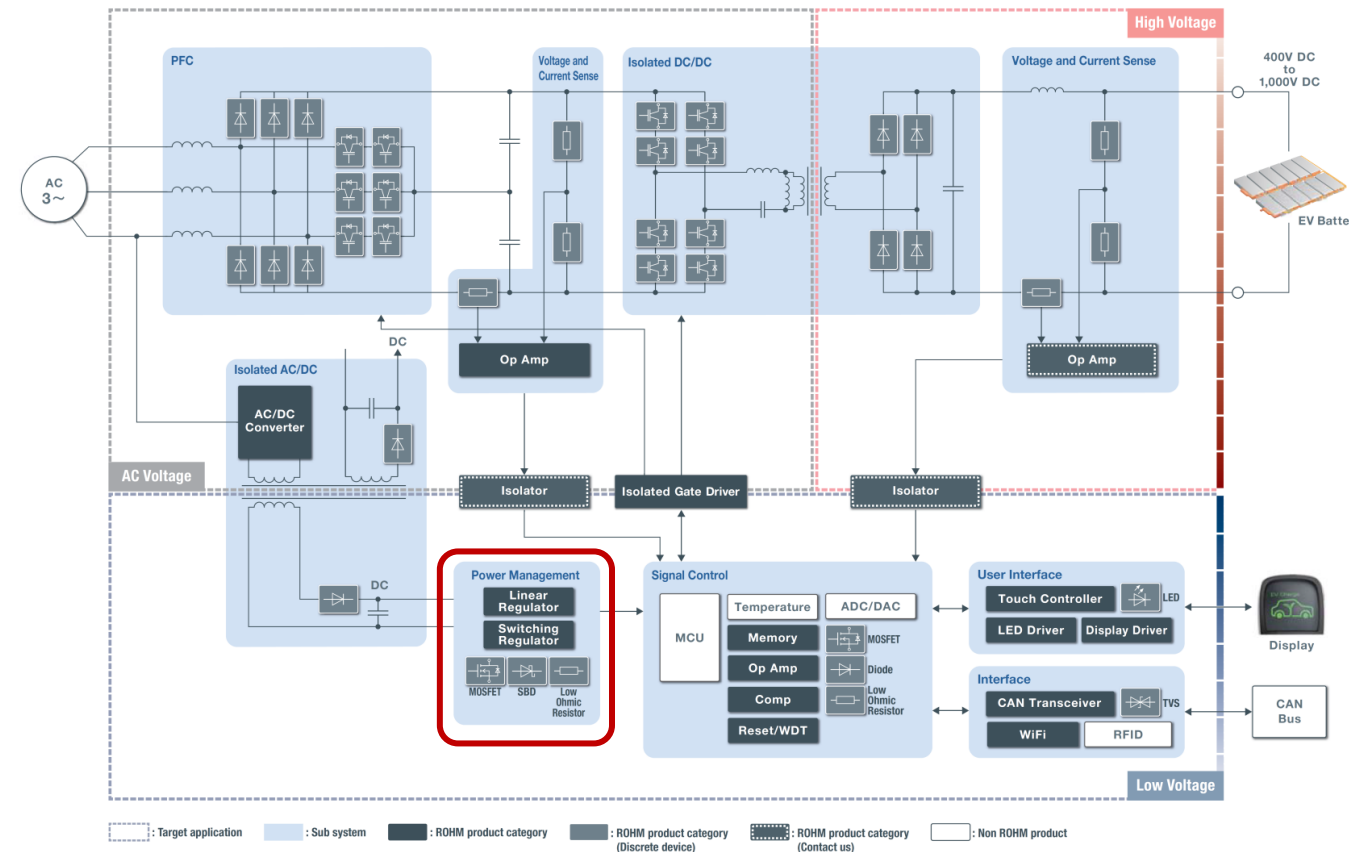 High Voltage
PFC
Voltage and
Current Sense
Isolated DC/DC
Voltage and Current Sense
400V DC
to
1,000V DC
AC
3～
EV Batte
DC
Op Amp
Op Amp
Isolated AC/DC
AC/DC
Converter
AC Voltage
Isolator
Isolated Gate Driver
Isolator
DC
Power Management
Linear
Regulator
Switching
Regulator
MOSFET
SBD
Low
Ohmic
Resistor
Signal Control
MCU
Temperature
ADC/DAC
Memory
MOSFET
Op Amp
Diode
Comp
Low
Ohmic
Resistor
Reset/WDT
User Interface
Touch Controller
LED
LED Driver
Display Driver
EV Charge
Display
Interface
CAN Transceiver
TVS
WiFi
RFID
CAN
Bus
Low Voltage
: Target application
: Sub system
: ROHM product category
: ROHM product category
(Discrete device)
: ROHM product category
(Contact us)
: Non ROHM product